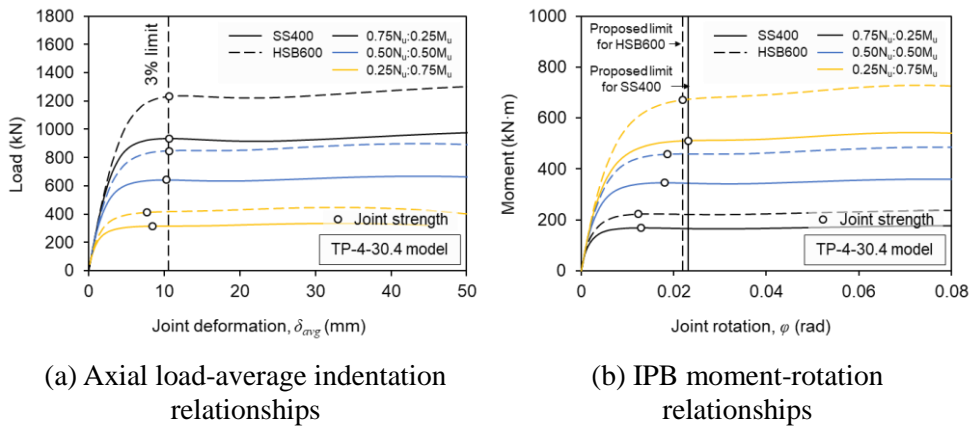 1800
1600
1400
1200
1000
800
600
400
200
0
Load (kN)
3% limit
SS400
HSB600
0.75Nu:0.25Mu
0.50Nu:0.50Mu
0.25Nu:0.75Mu
Joint strength
TP-4-30.4 model
0 10 20 30 40 50
Joint deformation, δavg (mm)
(a) Axial load-average indentation
relationships
1000
800
600
400
200
0
Moment (kN·m)
Proposed limit
for HSB600
Proposed limit
for SS400
SS400
HSB600
0.75Nu:0.25Mu
0.50Nu:0.50Mu
0.25Nu:0.75Mu
Joint strength
TP-4-30.4 model
0 0.02 0.04 0.06 0.08
Joint rotation, φ (rad)
(b) IPB moment-rotation
relationships